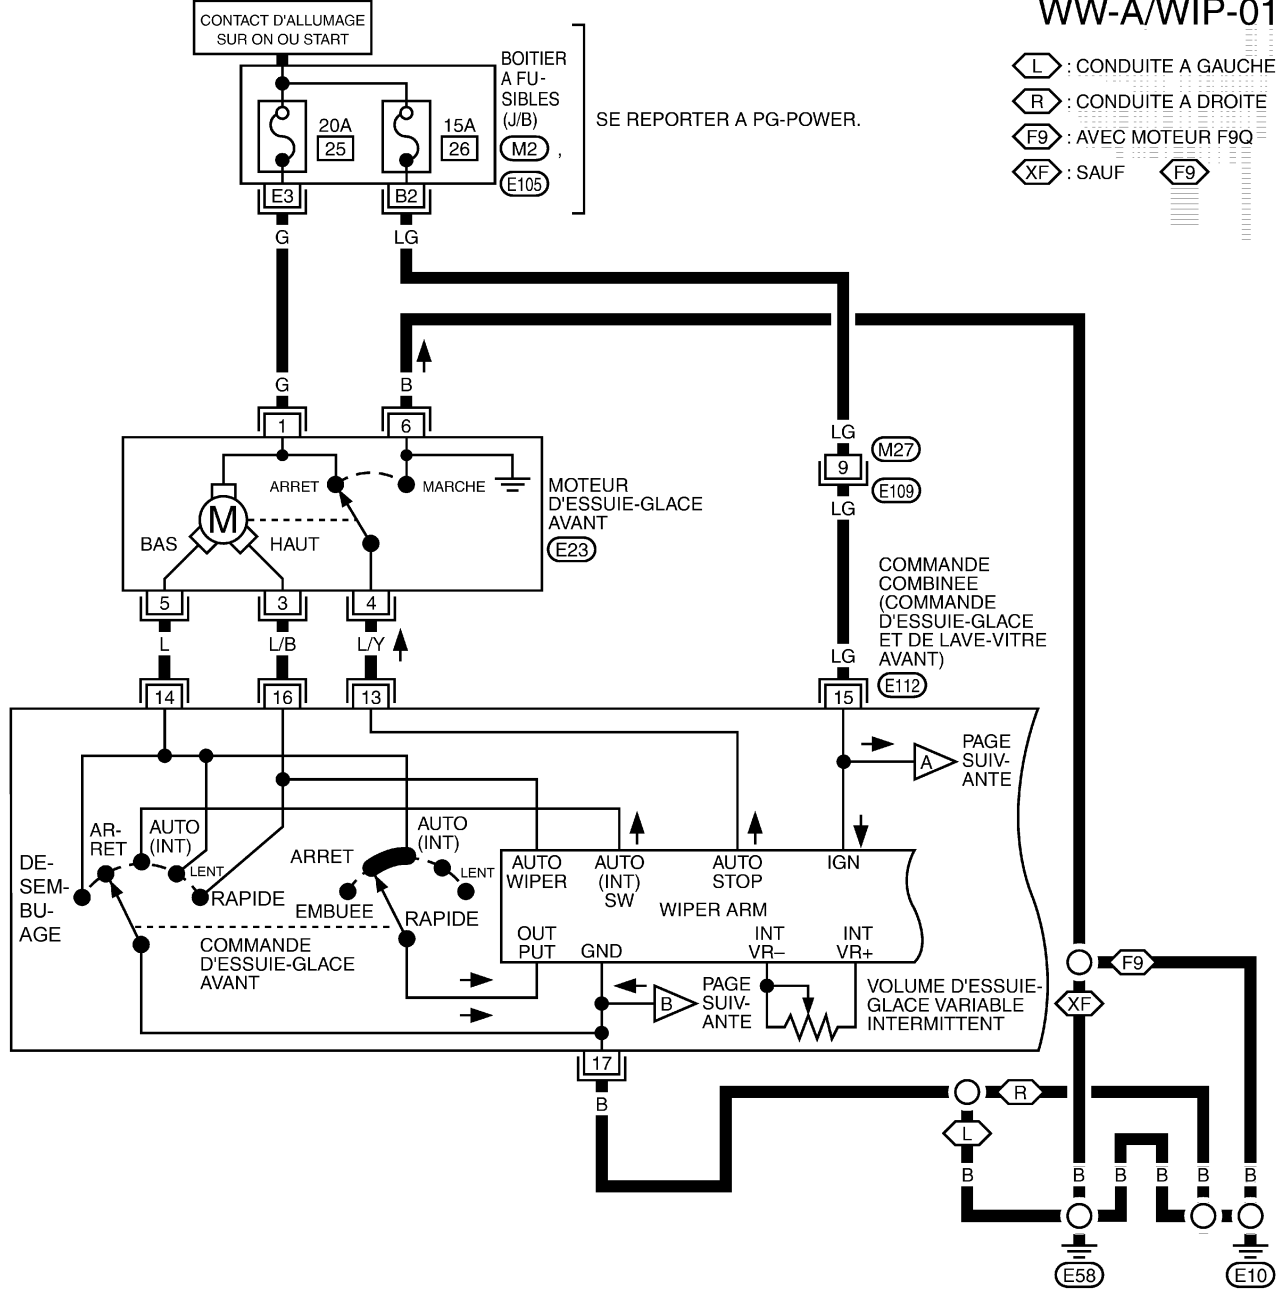 WW-A/WIP-01
CONTACT D'ALLUMAGE
SUR ON OU START
20A
25
15A
26
BOITIER
A FU-
SIBLES
(J/B)
M2 ,
E105
SE REPORTER A PG-POWER.
L : CONDUITE A GAUCHE
R : CONDUITE A DROITE
F9 : AVEC MOTEUR F9Q
XF : SAUF F9
E3
B2
G
LG
G
B
1
6
LG
M27
9
E109
LG
ARRET
MARCHE
M
BAS
HAUT
MOTEUR
D'ESSUIE-GLACE
AVANT
E23
5
3
4
L
L/B
L/Y
LG
COMMANDE
COMBINEE
(COMMANDE
D'ESSUIE-GLACE
ET DE LAVE-VITRE
AVANT)
E112
14
16
13
15
A
PAGE
SUIV-
ANTE
DE-
SEM-
BU-
AGE
AR-
RET
AUTO
(INT)
LENT
RAPIDE
ARRET
AUTO
(INT)
LENT
EMBUEE
RAPIDE
COMMANDE
D'ESSUIE-GLACE
AVANT
AUTO
WIPER
AUTO
(INT)
SW
AUTO
STOP
IGN
WIPER ARM
OUT
PUT
GND
INT
VR–
INT
VR+
B
PAGE
SUIV-
ANTE
VOLUME D'ESSUIE-
GLACE VARIABLE
INTERMITTENT
17
B
F9
XF
R
L
B
B
B
B
B
B
E58
E10